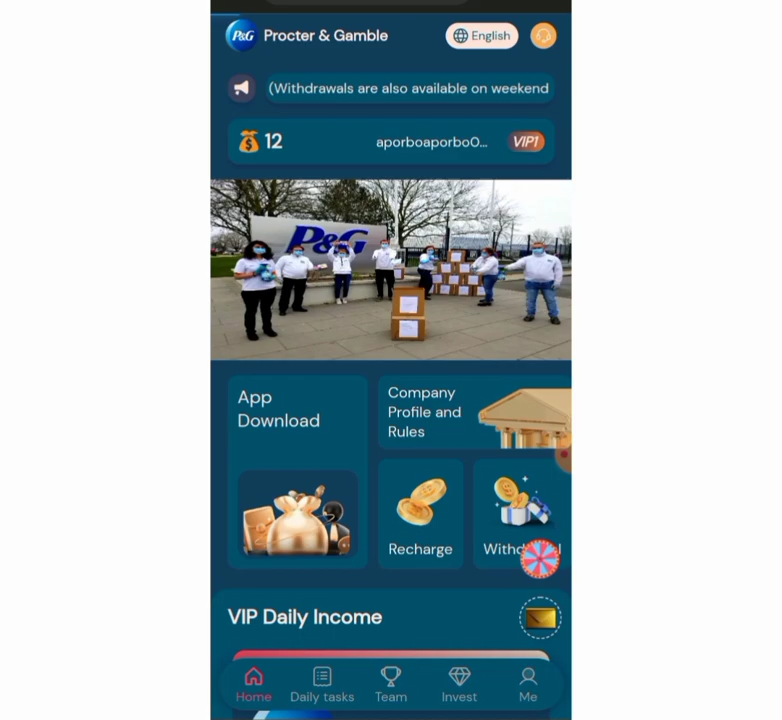 P&G Procter & Gamble English
(Withdrawals are also available on weekend
12 aporboaporbo0... VIP1
P&G
App
Download
Company
Profile and
Rules
Recharge
VIP Daily Income
Home Daily tasks Team Invest Me